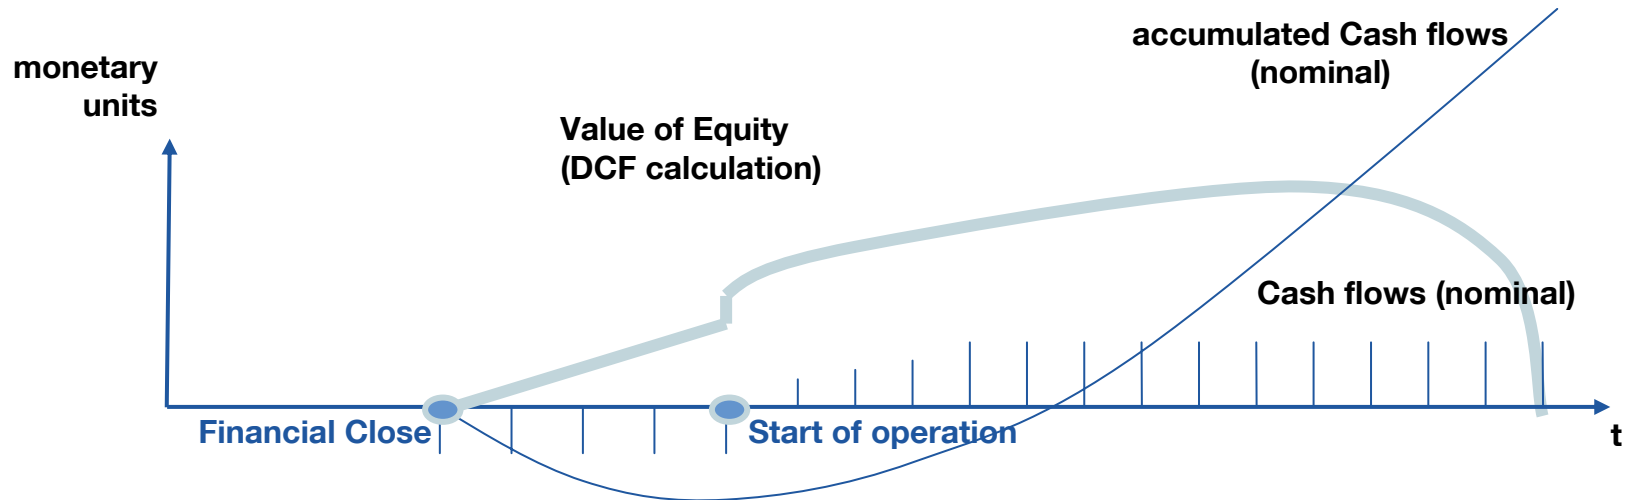 accumulated Cash flows
(nominal)
monetary
units
Value of Equity
(DCF calculation)
Cash flows (nominal)
Financial Close
Start of operation
t